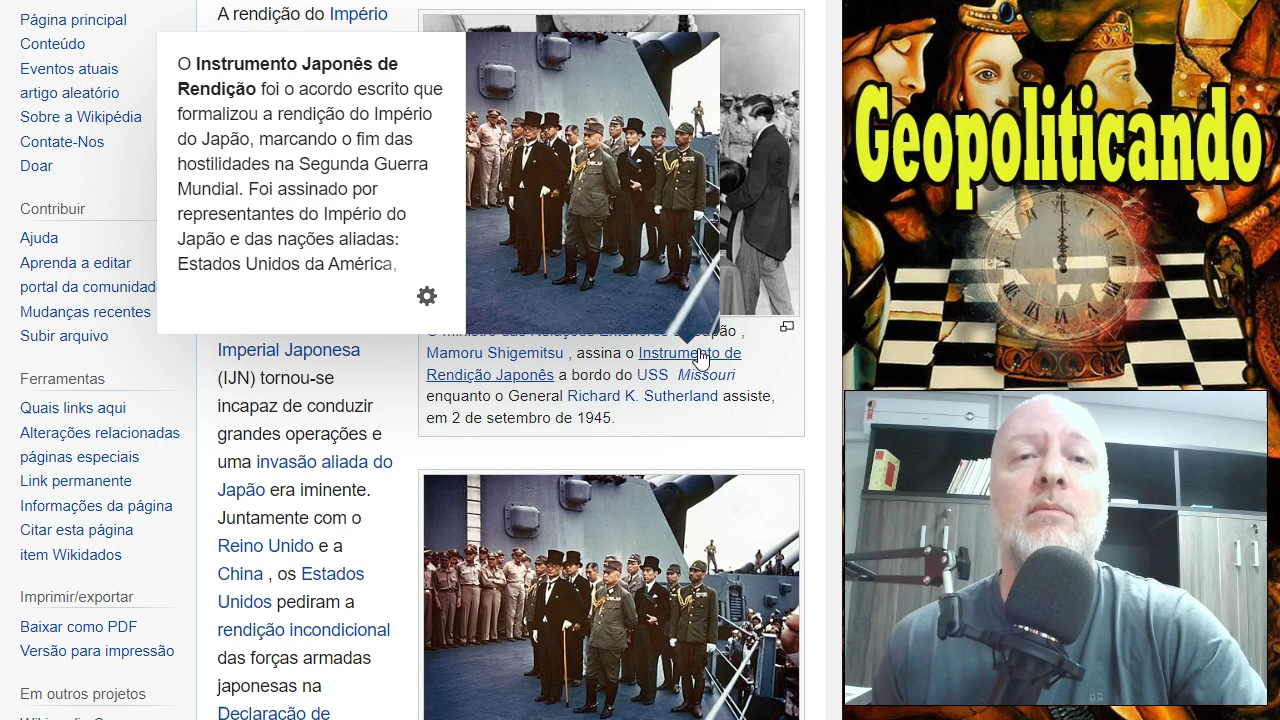 Página principal
Conteúdo
Eventos atuais
artigo aleatório
Sobre a Wikipédia
Contate-Nos
Doar
Contribuir
Ajuda
Aprenda a editar
portal da comunidade
Mudanças recentes
Subir arquivo
Ferramentas
Quais links aqui
Alterações relacionadas
páginas especiais
Link permanente
Informações da página
Citar esta página
item Wikidados
Imprimir/exportar
Baixar como PDF
Versão para impressão
Em outros projetos
A rendição do Império
O Instrumento Japonês de
Rendição foi o acordo escrito que
formalizou a rendição do Império
do Japão, marcando o fim das
hostilidades na Segunda Guerra
Mundial. Foi assinado por
representantes do Império do
Japão e das nações aliadas:
Estados Unidos da América,
Imperial Japonesa
(IJN) tornou-se
incapaz de conduzir
grandes operações e
uma invasão aliada do
Japão era iminente.
Juntamente com o
Reino Unido e a
China , os Estados
Unidos pediram a
rendição incondicional
das forças armadas
japonesas na
Declaração de
O Ministro das Relações Exteriores do Japão ,
Mamoru Shigemitsu , assina o Instrumento de
Rendição Japonês a bordo do USS Missouri
enquanto o General Richard K. Sutherland assiste,
em 2 de setembro de 1945.
Geopoliticando